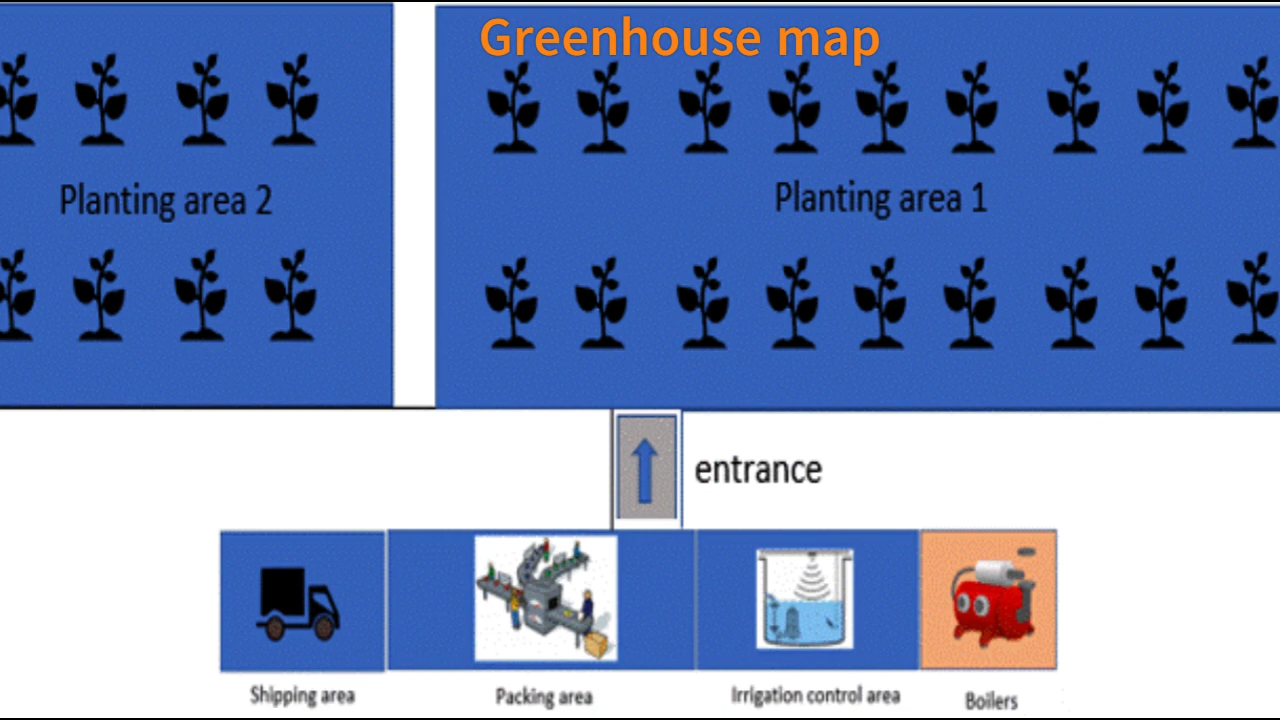 Greenhouse map
Planting area 2
Planting area 1
entrance
Shipping area
Packing area
Irrigation control area
Boilers